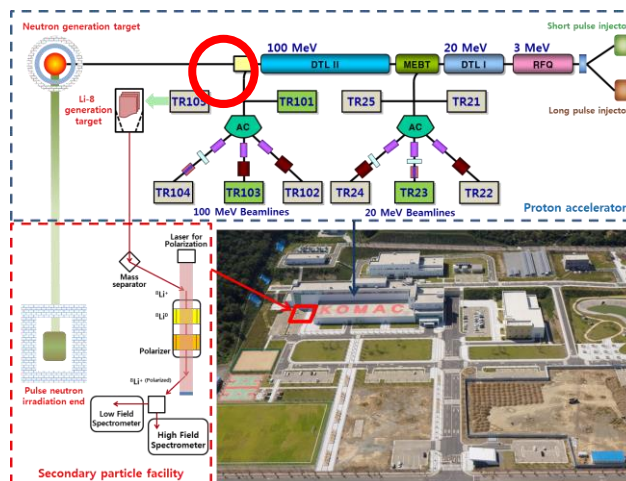 Neutron generation target
Short pulse injector
100 MeV
20 MeV
3 MeV
DTL II
MEBT
DTL I
RFQ
Li-8
generation
target
TR105
TR101
TR25
TR21
Long pulse injector
AC
AC
TR104
TR103
TR102
TR24
TR23
TR22
100 MeV Beamlines
20 MeV Beamlines
Proton accelerator
Laser for
Polarization
Mass
separator
⁸Li⁺
⁸Li⁰
Polarizer
⁸Li⁺ (Polarized)
KOMAC
Pulse neutron
irradiation end
Low Field
Spectrometer
High Field
Spectrometer
Secondary particle facility